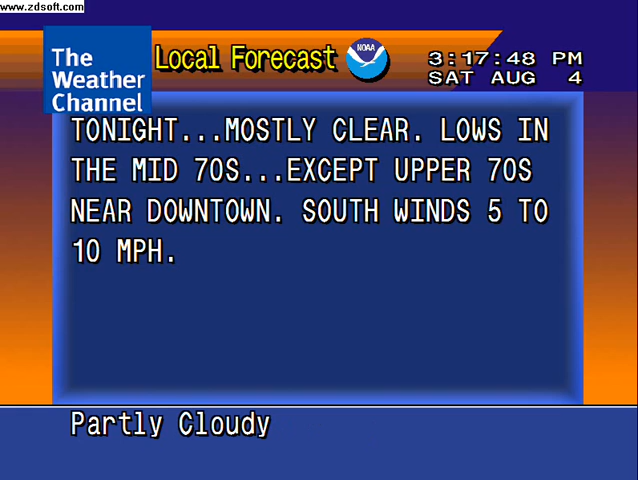 www.zdsoft.com
The
Weather
Channel
Local Forecast
NOAA
3:17:48 PM
SAT AUG 4
TONIGHT...MOSTLY CLEAR. LOWS IN
THE MID 70S...EXCEPT UPPER 70S
NEAR DOWNTOWN. SOUTH WINDS 5 TO
10 MPH.
Partly Cloudy